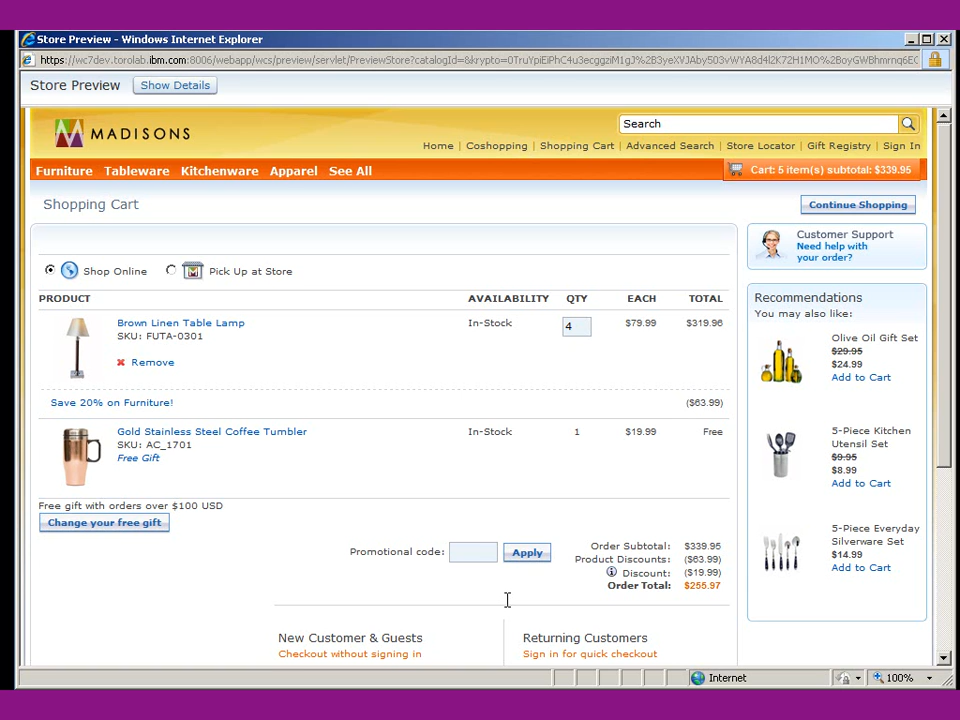 Store Preview - Windows Internet Explorer
Store Preview
Show Details
MADISONS
Search
Home | Coshopping | Shopping Cart | Advanced Search | Store Locator | Gift Registry | Sign In
Furniture Tableware Kitchenware Apparel See All
Cart: 5 item(s) subtotal: $339.95
Shopping Cart
Continue Shopping
Shop Online
Pick Up at Store
PRODUCT AVAILABILITY QTY EACH TOTAL
Brown Linen Table Lamp In-Stock 4 $79.99 $319.96
SKU: FUTA-0301
Remove
Save 20% on Furniture! ($63.99)
Gold Stainless Steel Coffee Tumbler In-Stock 1 $19.99 Free
SKU: AC_1701
Free Gift
Free gift with orders over $100 USD
Change your free gift
Promotional code: Apply
Order Subtotal: $339.95
Product Discounts: ($63.99)
Discount: ($19.99)
Order Total: $255.97
New Customer & Guests
Checkout without signing in
Returning Customers
Sign in for quick checkout
Customer Support
Need help with
your order?
Recommendations
You may also like:
Olive Oil Gift Set
$29.95
$24.99
Add to Cart
5-Piece Kitchen
Utensil Set
$9.95
$8.99
Add to Cart
5-Piece Everyday
Silverware Set
$14.99
Add to Cart
Internet
100%